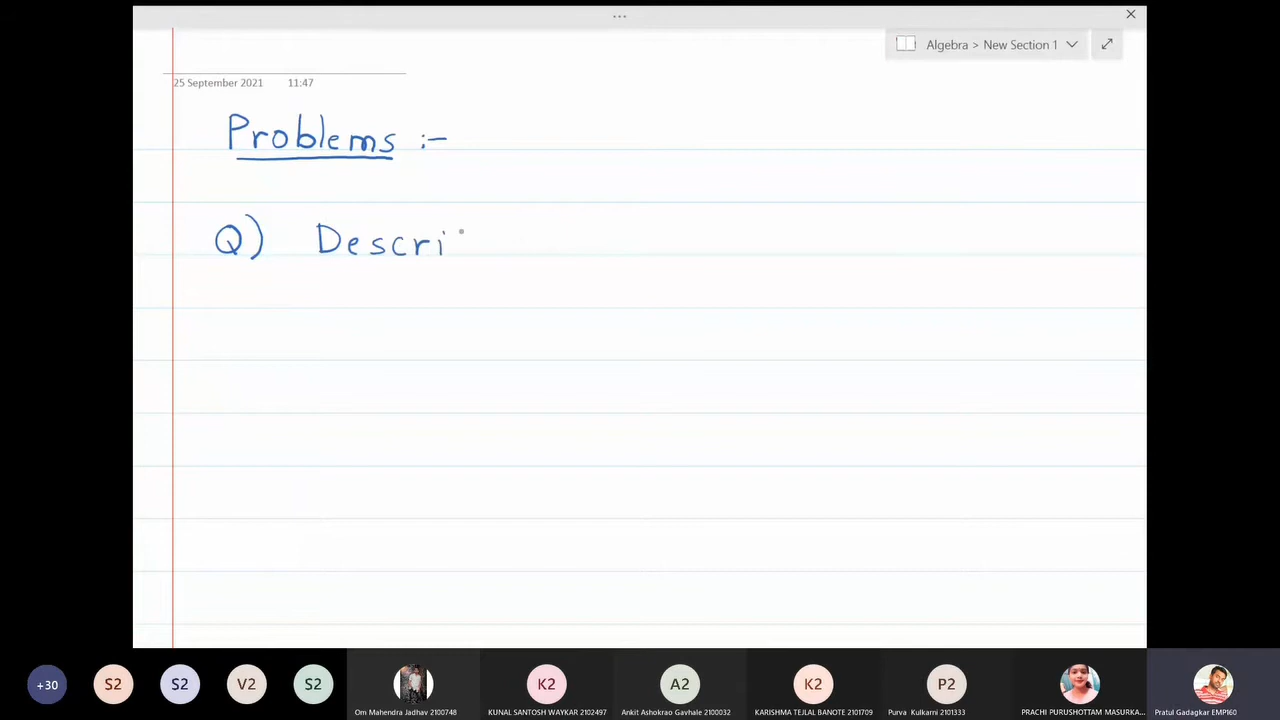 ...
Algebra > New Section 1
25 September 2021 11:47
Problems :-
Q) Descri
+30 S2 S2 V2 S2 K2 A2 K2 P2
Om Mahendra Jadhav 2100748 KUNAL SANTOSH WAYKAR 2102497 Ankit Ashokrao Gavhale 2100032 KARISHMA TEJLAL BANOTE 2101709 Purva Kulkarni 2101333 PRACHI PURUSHOTTAM MASURKA... Pratul Gadagkar EMP160